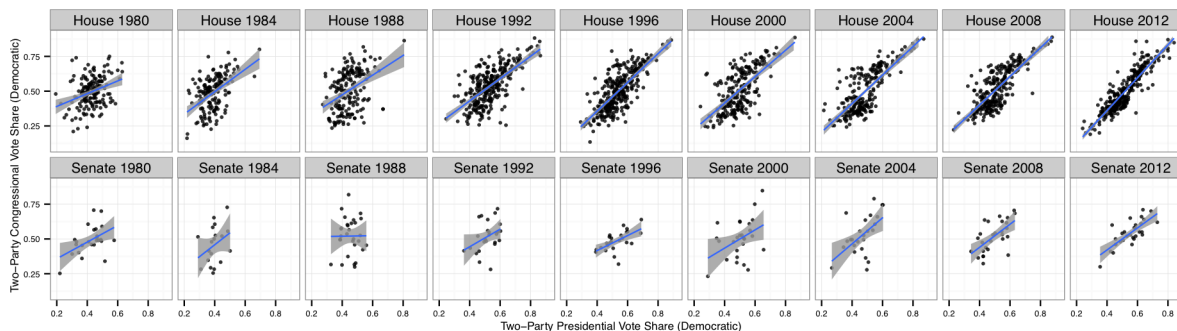 House 1980 House 1984 House 1988 House 1992 House 1996 House 2000 House 2004 House 2008 House 2012
0.75
0.50
0.25
Senate 1980 Senate 1984 Senate 1988 Senate 1992 Senate 1996 Senate 2000 Senate 2004 Senate 2008 Senate 2012
0.75
0.50
0.25
0.2 0.4 0.6 0.8 0.2 0.4 0.6 0.8 0.2 0.4 0.6 0.8 0.2 0.4 0.6 0.8 0.2 0.4 0.6 0.8 0.2 0.4 0.6 0.8 0.2 0.4 0.6 0.8 0.2 0.4 0.6 0.8 0.2 0.4 0.6 0.8
Two−Party Presidential Vote Share (Democratic)
Two−Party Congressional Vote Share (Democratic)